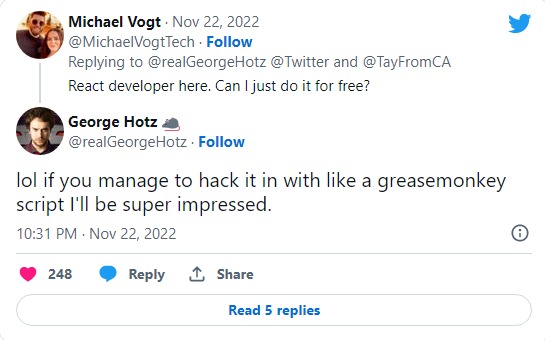 Michael Vogt · Nov 22, 2022
@MichaelVogtTech · Follow
Replying to @realGeorgeHotz @Twitter and @TayFromCA
React developer here. Can I just do it for free?
George Hotz 🐀
@realGeorgeHotz · Follow
lol if you manage to hack it in with like a greasemonkey
script I'll be super impressed.
10:31 PM · Nov 22, 2022
248 Reply Share
Read 5 replies